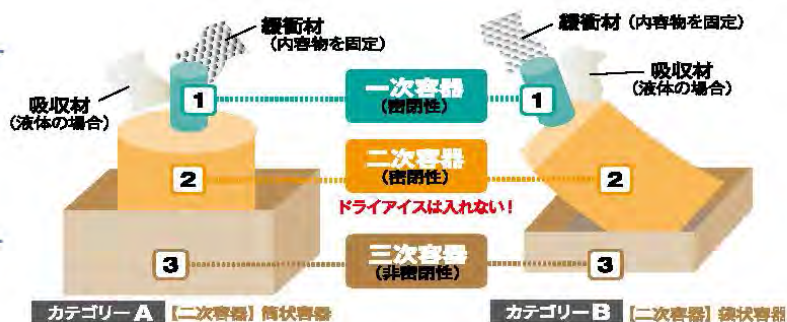 緩衝材
(内容物を固定)
吸収材
(液体の場合)
緩衝材(内容物を固定)
吸収材
(液体の場合)
1
一次容器
(密閉性)
1
2
二次容器
(密閉性)
2
ドライアイスは入れない!
3
三次容器
(非密閉性)
3
カテゴリーA 【二次容器】筒状容器
カテゴリーB 【二次容器】袋状容器